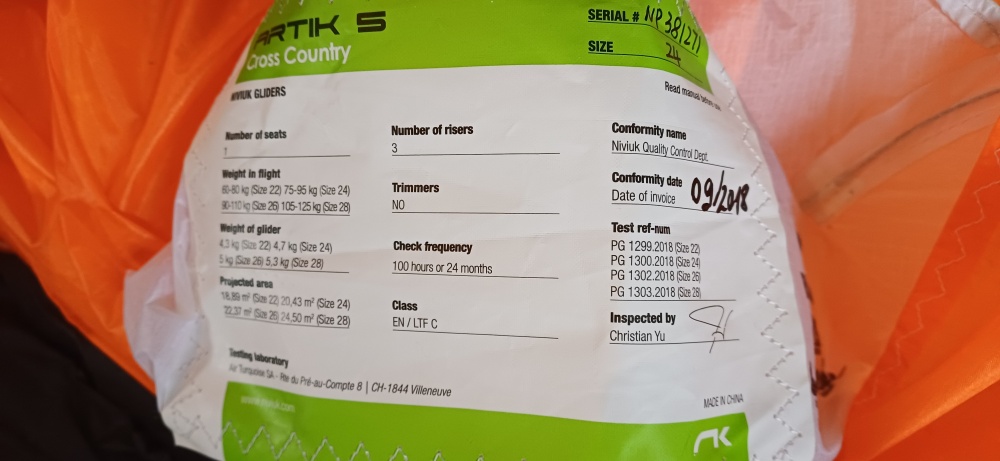 ARTIK 5
Cross Country
SERIAL # NP38127
SIZE 24
NIVIUK GLIDERS
Read manual before use
Number of seats
1
Weight in flight
60-80 kg (Size 22) 75-95 kg (Size 24)
90-110 kg (Size 26) 105-125 kg (Size 28)
Weight of glider
4,3 kg (Size 22) 4,7 kg (Size 24)
5 kg (Size 26) 5,3 kg (Size 28)
Projected area
18,89 m² (Size 22) 20,43 m² (Size 24)
22,37 m² (Size 26) 24,50 m² (Size 28)
Number of risers
3
Trimmers
NO
Check frequency
100 hours or 24 months
Class
EN / LTF C
Conformity name
Niviuk Quality Control Dept.
Conformity date
Date of invoice 09/2018
Test ref-num
PG 1299.2018 (Size 22)
PG 1300.2018 (Size 24)
PG 1302.2018 (Size 26)
PG 1303.2018 (Size 28)
Inspected by
Christian Yu
Testing laboratory
Air Turquoise SA - Rte du Pré-au-Compte 8 | CH-1844 Villeneuve
MADE IN CHINA
www.niviuk.com